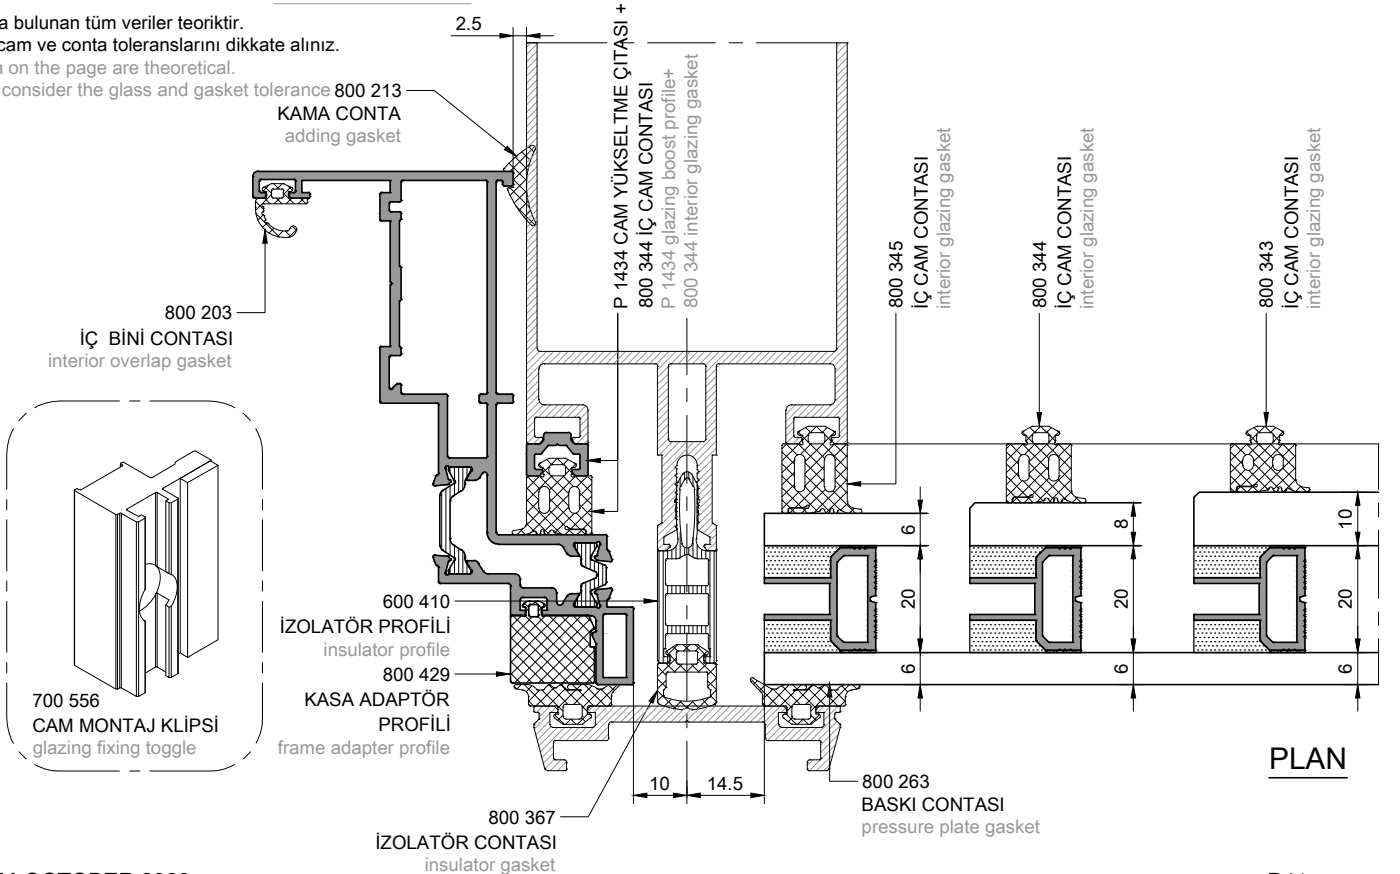 bulunan tüm veriler teoriktir.
cam ve conta toleranslarını dikkate alınız.
on the page are theoretical.
consider the glass and gasket tolerance
2.5
800 213
KAMA CONTA
adding gasket
P 1434 CAM YÜKSELTME ÇITASI +
800 344 İÇ CAM CONTASI
P 1434 glazing boost profile+
800 344 interior glazing gasket
800 345
İÇ CAM CONTASI
interior glazing gasket
800 344
İÇ CAM CONTASI
interior glazing gasket
800 343
İÇ CAM CONTASI
interior glazing gasket
800 203
İÇ BİNİ CONTASI
interior overlap gasket
6
20
6
8
20
6
10
20
6
600 410
İZOLATÖR PROFİLİ
insulator profile
800 429
KASA ADAPTÖR
PROFİLİ
frame adapter profile
700 556
CAM MONTAJ KLİPSİ
glazing fixing toggle
10
14.5
800 367
İZOLATÖR CONTASI
insulator gasket
800 263
BASKI CONTASI
pressure plate gasket
PLAN